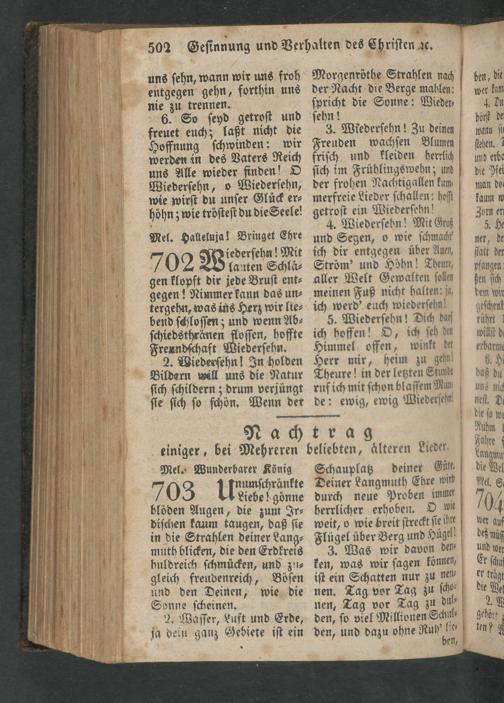 502 Gesinnung und Verhalten des Christen ꝛc.
uns sehn, wann wir uns froh
entgegen gehn, forthin uns
nie zu trennen.
6. So seyd getrost und
freuet euch; laßt nicht die
Hoffnung schwinden: wir
werden in des Vaters Reich
uns Alle wieder finden! O
Wiedersehn, o Wiedersehn,
wie wirst du unser Glück er-
höhn; wie tröstest du die Seele!
Mel. Halleluja! Bringet Ehre
702 Wiedersehn! Mit
lauten Schlä-
gen klopft dir jede Brust ent-
gegen! Nimmer kann das un-
tergehn, was ins Herz wir lie-
bend schlossen; und wenn Ab-
schiedsthränen flossen, hoffte
Freundschaft Wiedersehn.
2. Wiedersehn! In holden
Bildern will uns die Natur
sich schildern; drum verjüngt
sie sich so schön. Wenn der
Morgenröthe Strahlen nach
der Nacht die Berge mahlen:
spricht die Sonne: Wieder-
sehn!
3. Wiedersehn! Zu deinen
Freuden wachsen Blumen
frisch und kleiden herrlich
sich im Frühlingswehn; und
der frohen Nachtigallen kum-
merfreie Lieder schallen: hofft
getrost ein Wiedersehn!
4. Wiedersehn! Mit Gruß
und Segen, o wie schmacht'
ich dir entgegen über Auen,
Ström' und Höhn! Theure,
aller Welt Gewalten sollen
meinen Fuß nicht halten: ja,
ich werd' euch wiedersehn!
5. Wiedersehn! Dich darf
ich hoffen! O, ich seh den
Himmel offen, winkt der
Herr mir, heim zu gehn!
Theure! in der letzten Stunde
ruf ich mit schon blassem Mun-
de: ewig, ewig Wiedersehn!
Nachtrag
einiger, bei Mehreren beliebten, älteren Lieder.
Mel. Wunderbarer König
703 Unumschränkte
Liebe! gönne
blöden Augen, die zum Ir-
dischen kaum taugen, daß sie
in die Strahlen deiner Lang-
muth blicken, die den Erdkreis
huldreich schmücken, und zu-
gleich freudenreich, Bösen
und den Deinen, wie die
Sonne scheinen.
2. Wasser, Luft und Erde,
ja dein ganz Gebiete ist ein
Schauplatz deiner Güte.
Deiner Langmuth Ehre wird
durch neue Proben immer
herrlicher erhoben. O wie
weit, o wie breit streckt sie ihre
Flügel über Berg und Hügel!
3. Was wir davon den-
ken, was wir sagen können,
ist ein Schatten nur zu nen-
nen. Tag vor Tag zu scho-
nen, Tag vor Tag zu dul-
den, so viel Millionen Schul-
den, und dazu ohne Ruh' lie-
ben,
704